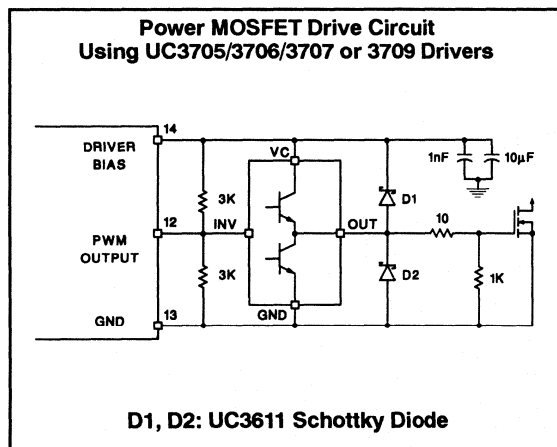 Power MOSFET Drive Circuit
Using UC3705/3706/3707 or 3709 Drivers
14
DRIVER
BIAS
VC
1nF
10µF
3K
D1
12
INV
OUT
10
PWM
OUTPUT
3K
D2
1K
GND
13
GND
D1, D2: UC3611 Schottky Diode